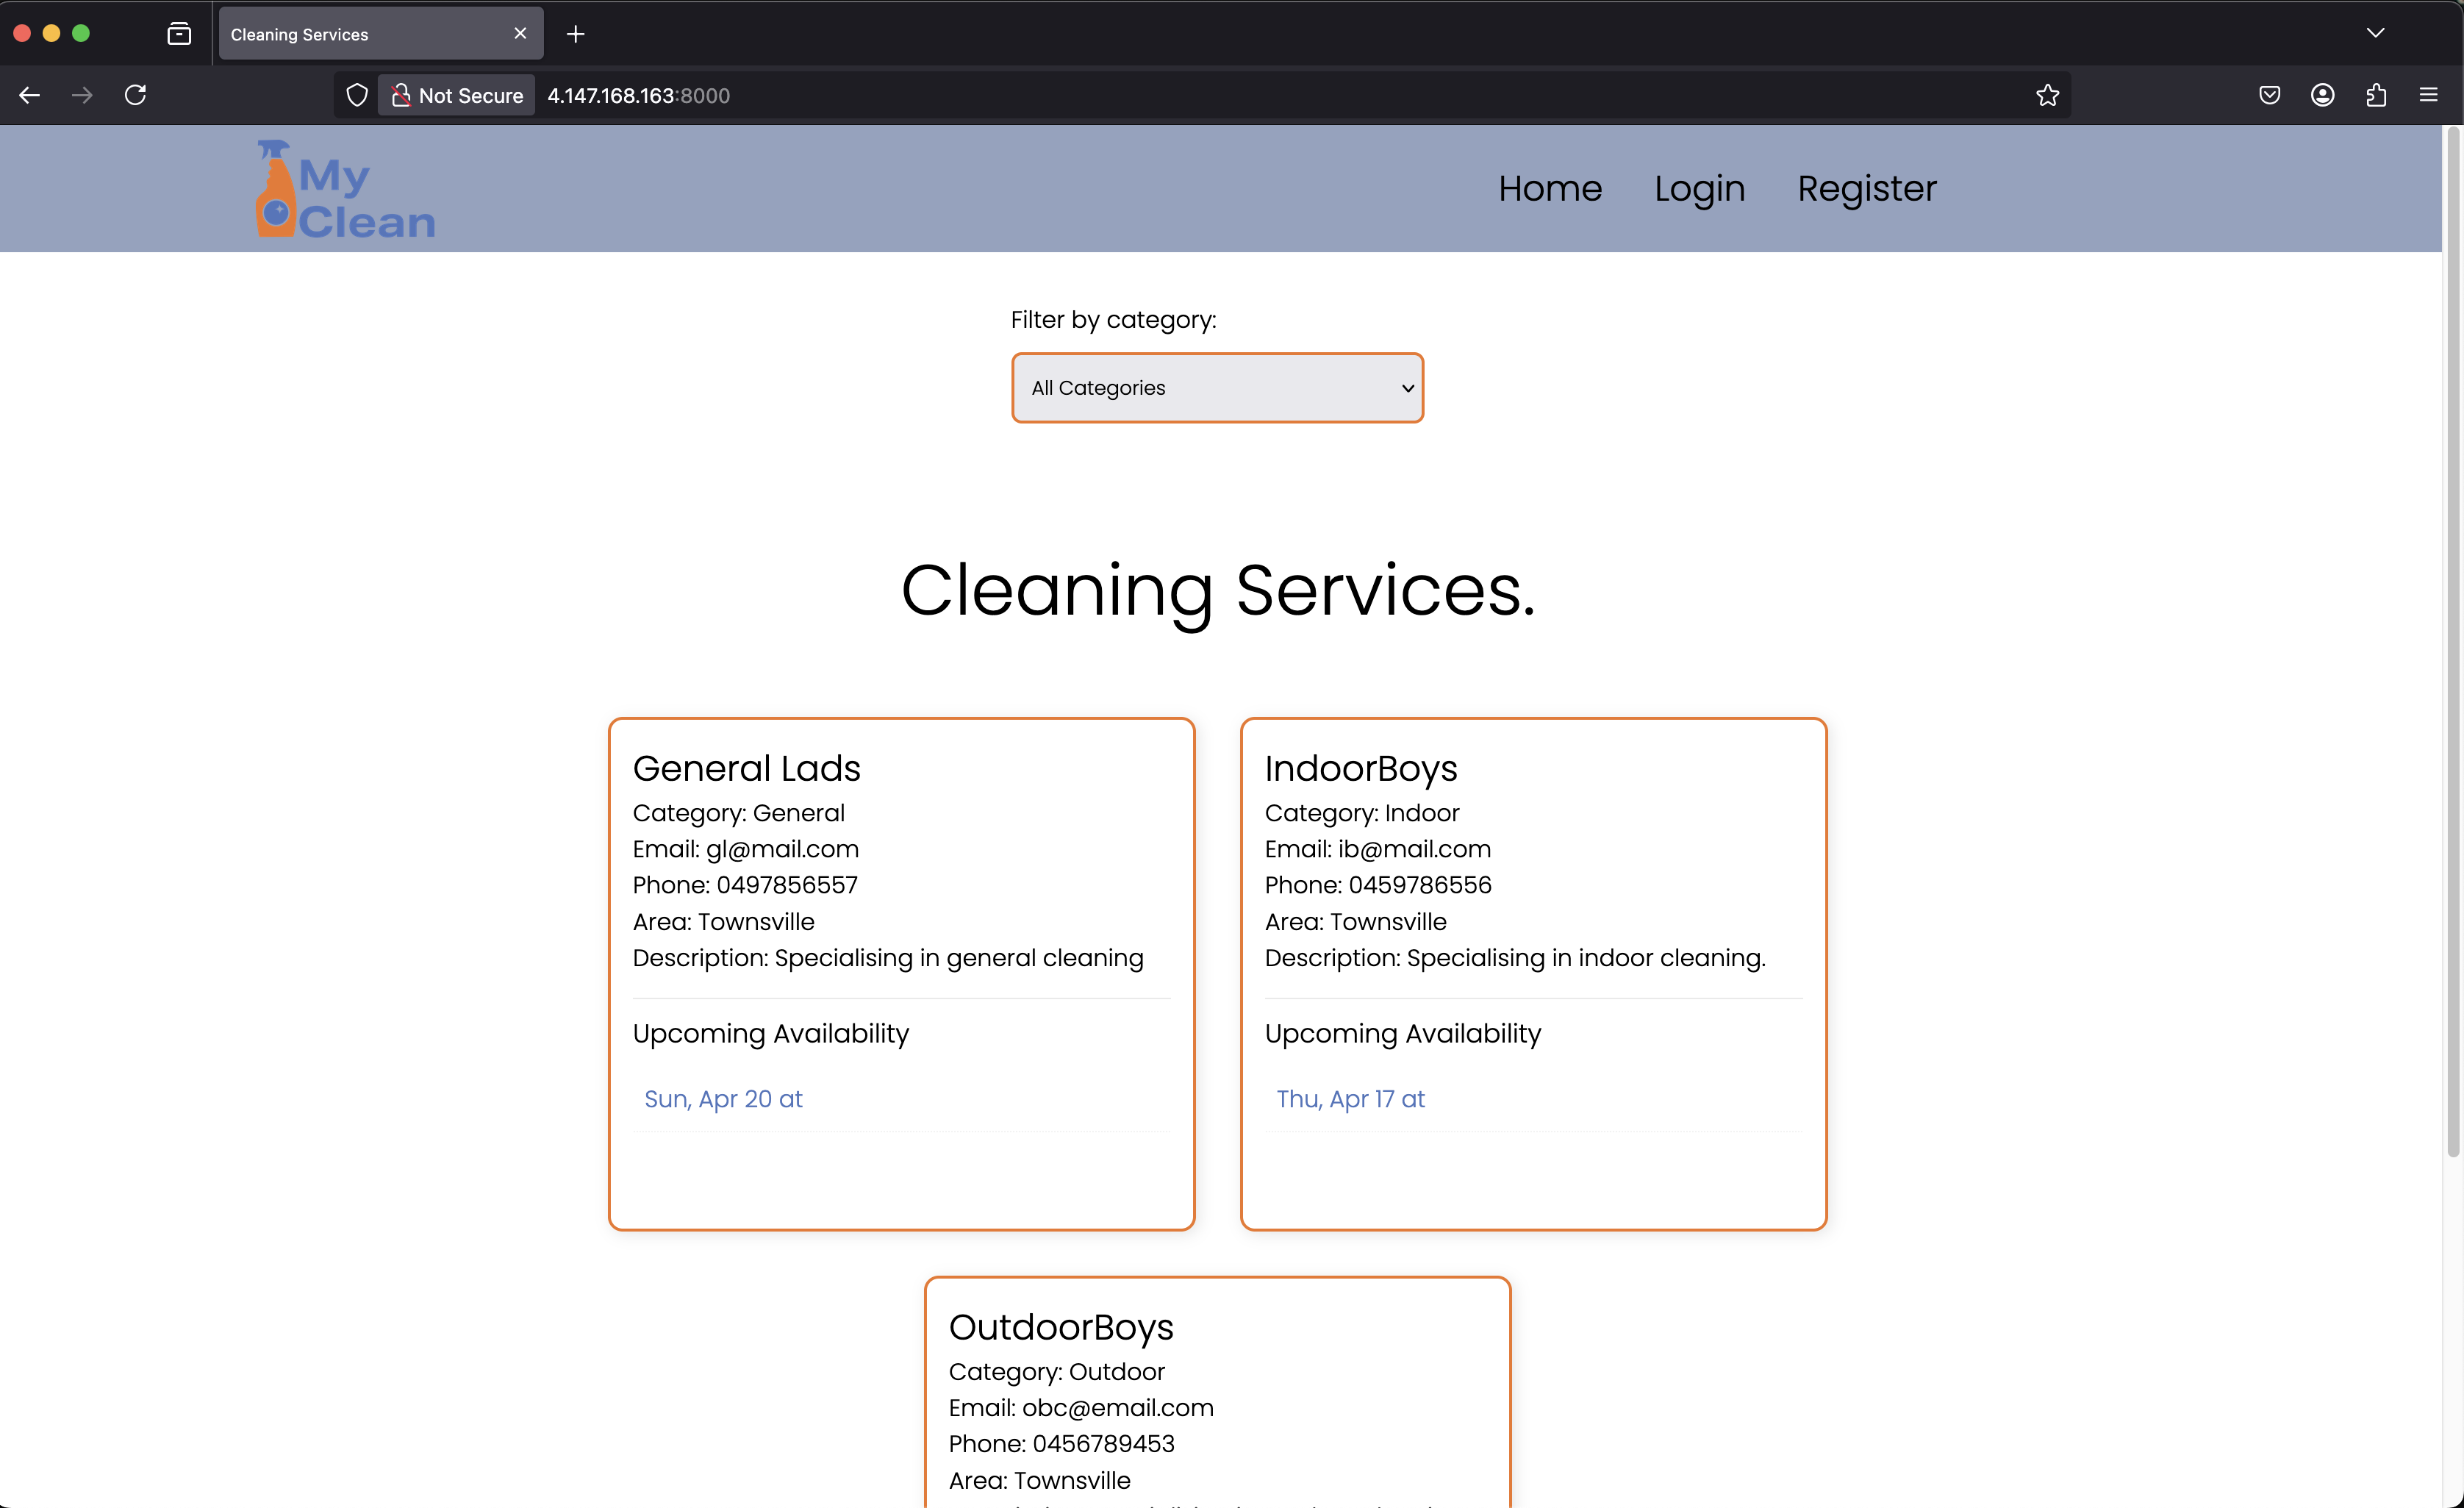 Cleaning Services
Not Secure 4.147.168.163:8000
My
Clean
Home Login Register
Filter by category:
All Categories
Cleaning Services.
General Lads
Category: General
Email: gl@mail.com
Phone: 0497856557
Area: Townsville
Description: Specialising in general cleaning
Upcoming Availability
Sun, Apr 20 at
IndoorBoys
Category: Indoor
Email: ib@mail.com
Phone: 0459786556
Area: Townsville
Description: Specialising in indoor cleaning.
Upcoming Availability
Thu, Apr 17 at
OutdoorBoys
Category: Outdoor
Email: obc@email.com
Phone: 0456789453
Area: Townsville